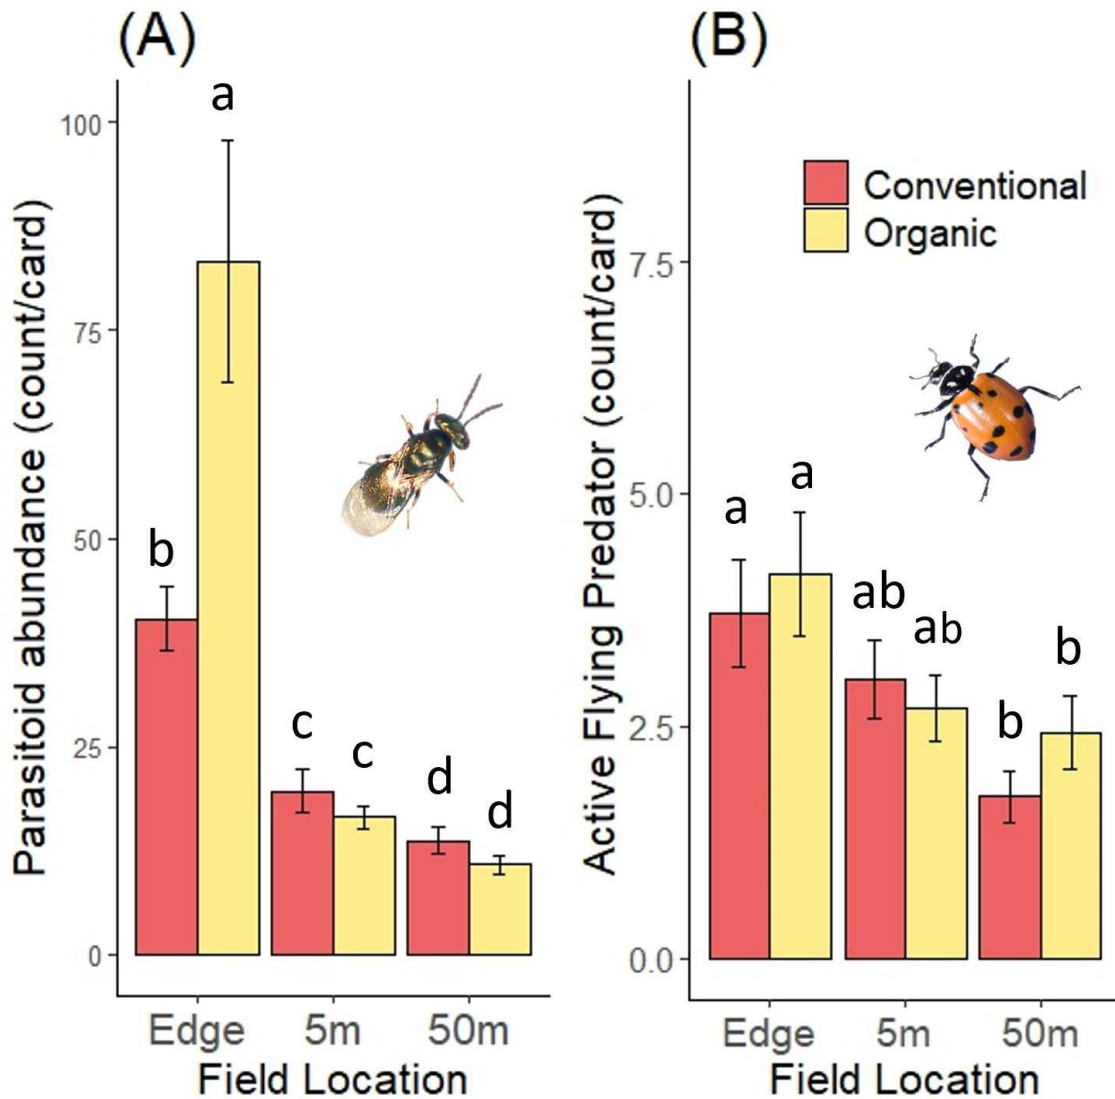 (A)
Parasitoid abundance (count/card)
100
75
50
25
0
a
b
c
c
d
d
Edge
5m
50m
Field Location
(B)
Active Flying Predator (count/card)
7.5
5.0
2.5
0.0
Conventional
Organic
a
a
ab
ab
b
b
Edge
5m
50m
Field Location